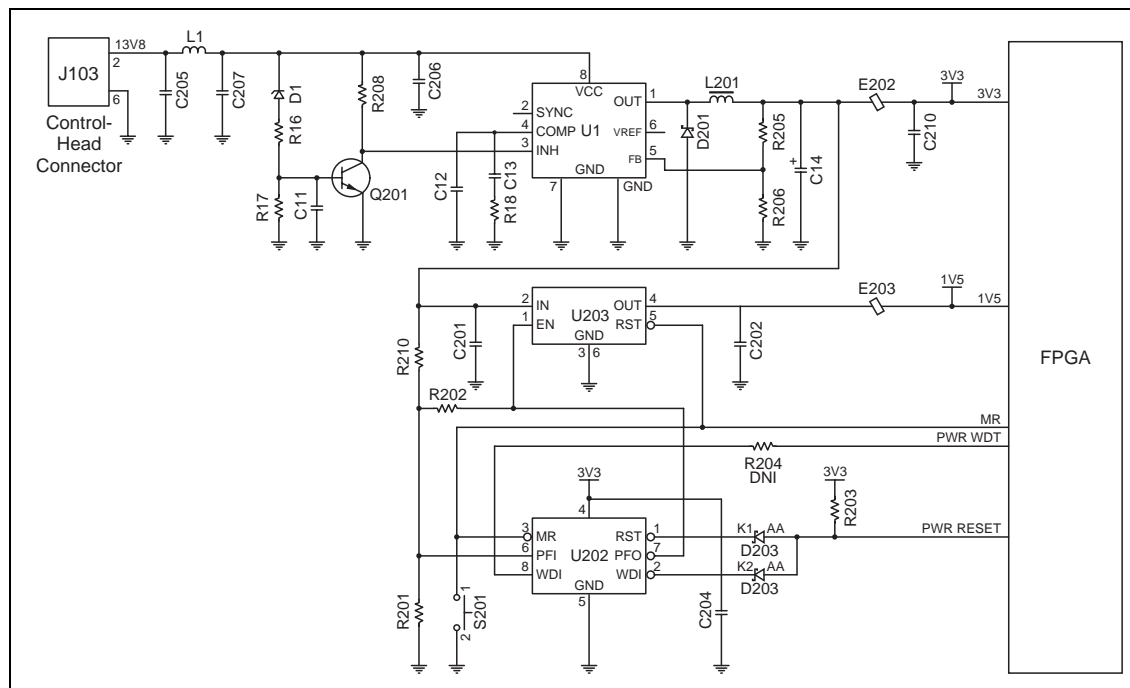 J103
13V8
2
6
Control-
Head
Connector
L1
C205
C207
D1
R16
R17
C11
R208
Q201
C206
C12
C13
R18
8
VCC
2
SYNC
4
COMP
3
INH
U1
OUT
1
VREF
6
FB
5
GND
7
GND
D201
L201
R205
R206
C14
+
E202
C210
3V3
3V3
R210
C201
2
IN
1
EN
U203
OUT
4
RST
5
GND
3
6
C202
E203
1V5
1V5
FPGA
R202
MR
PWR WDT
R204
DNI
3V3
4
3
MR
6
PFI
8
WDI
U202
RST
1
PFO
7
WDI
2
GND
5
K1
AA
D203
K2
AA
D203
3V3
R203
PWR RESET
R201
1
S201
2
C204